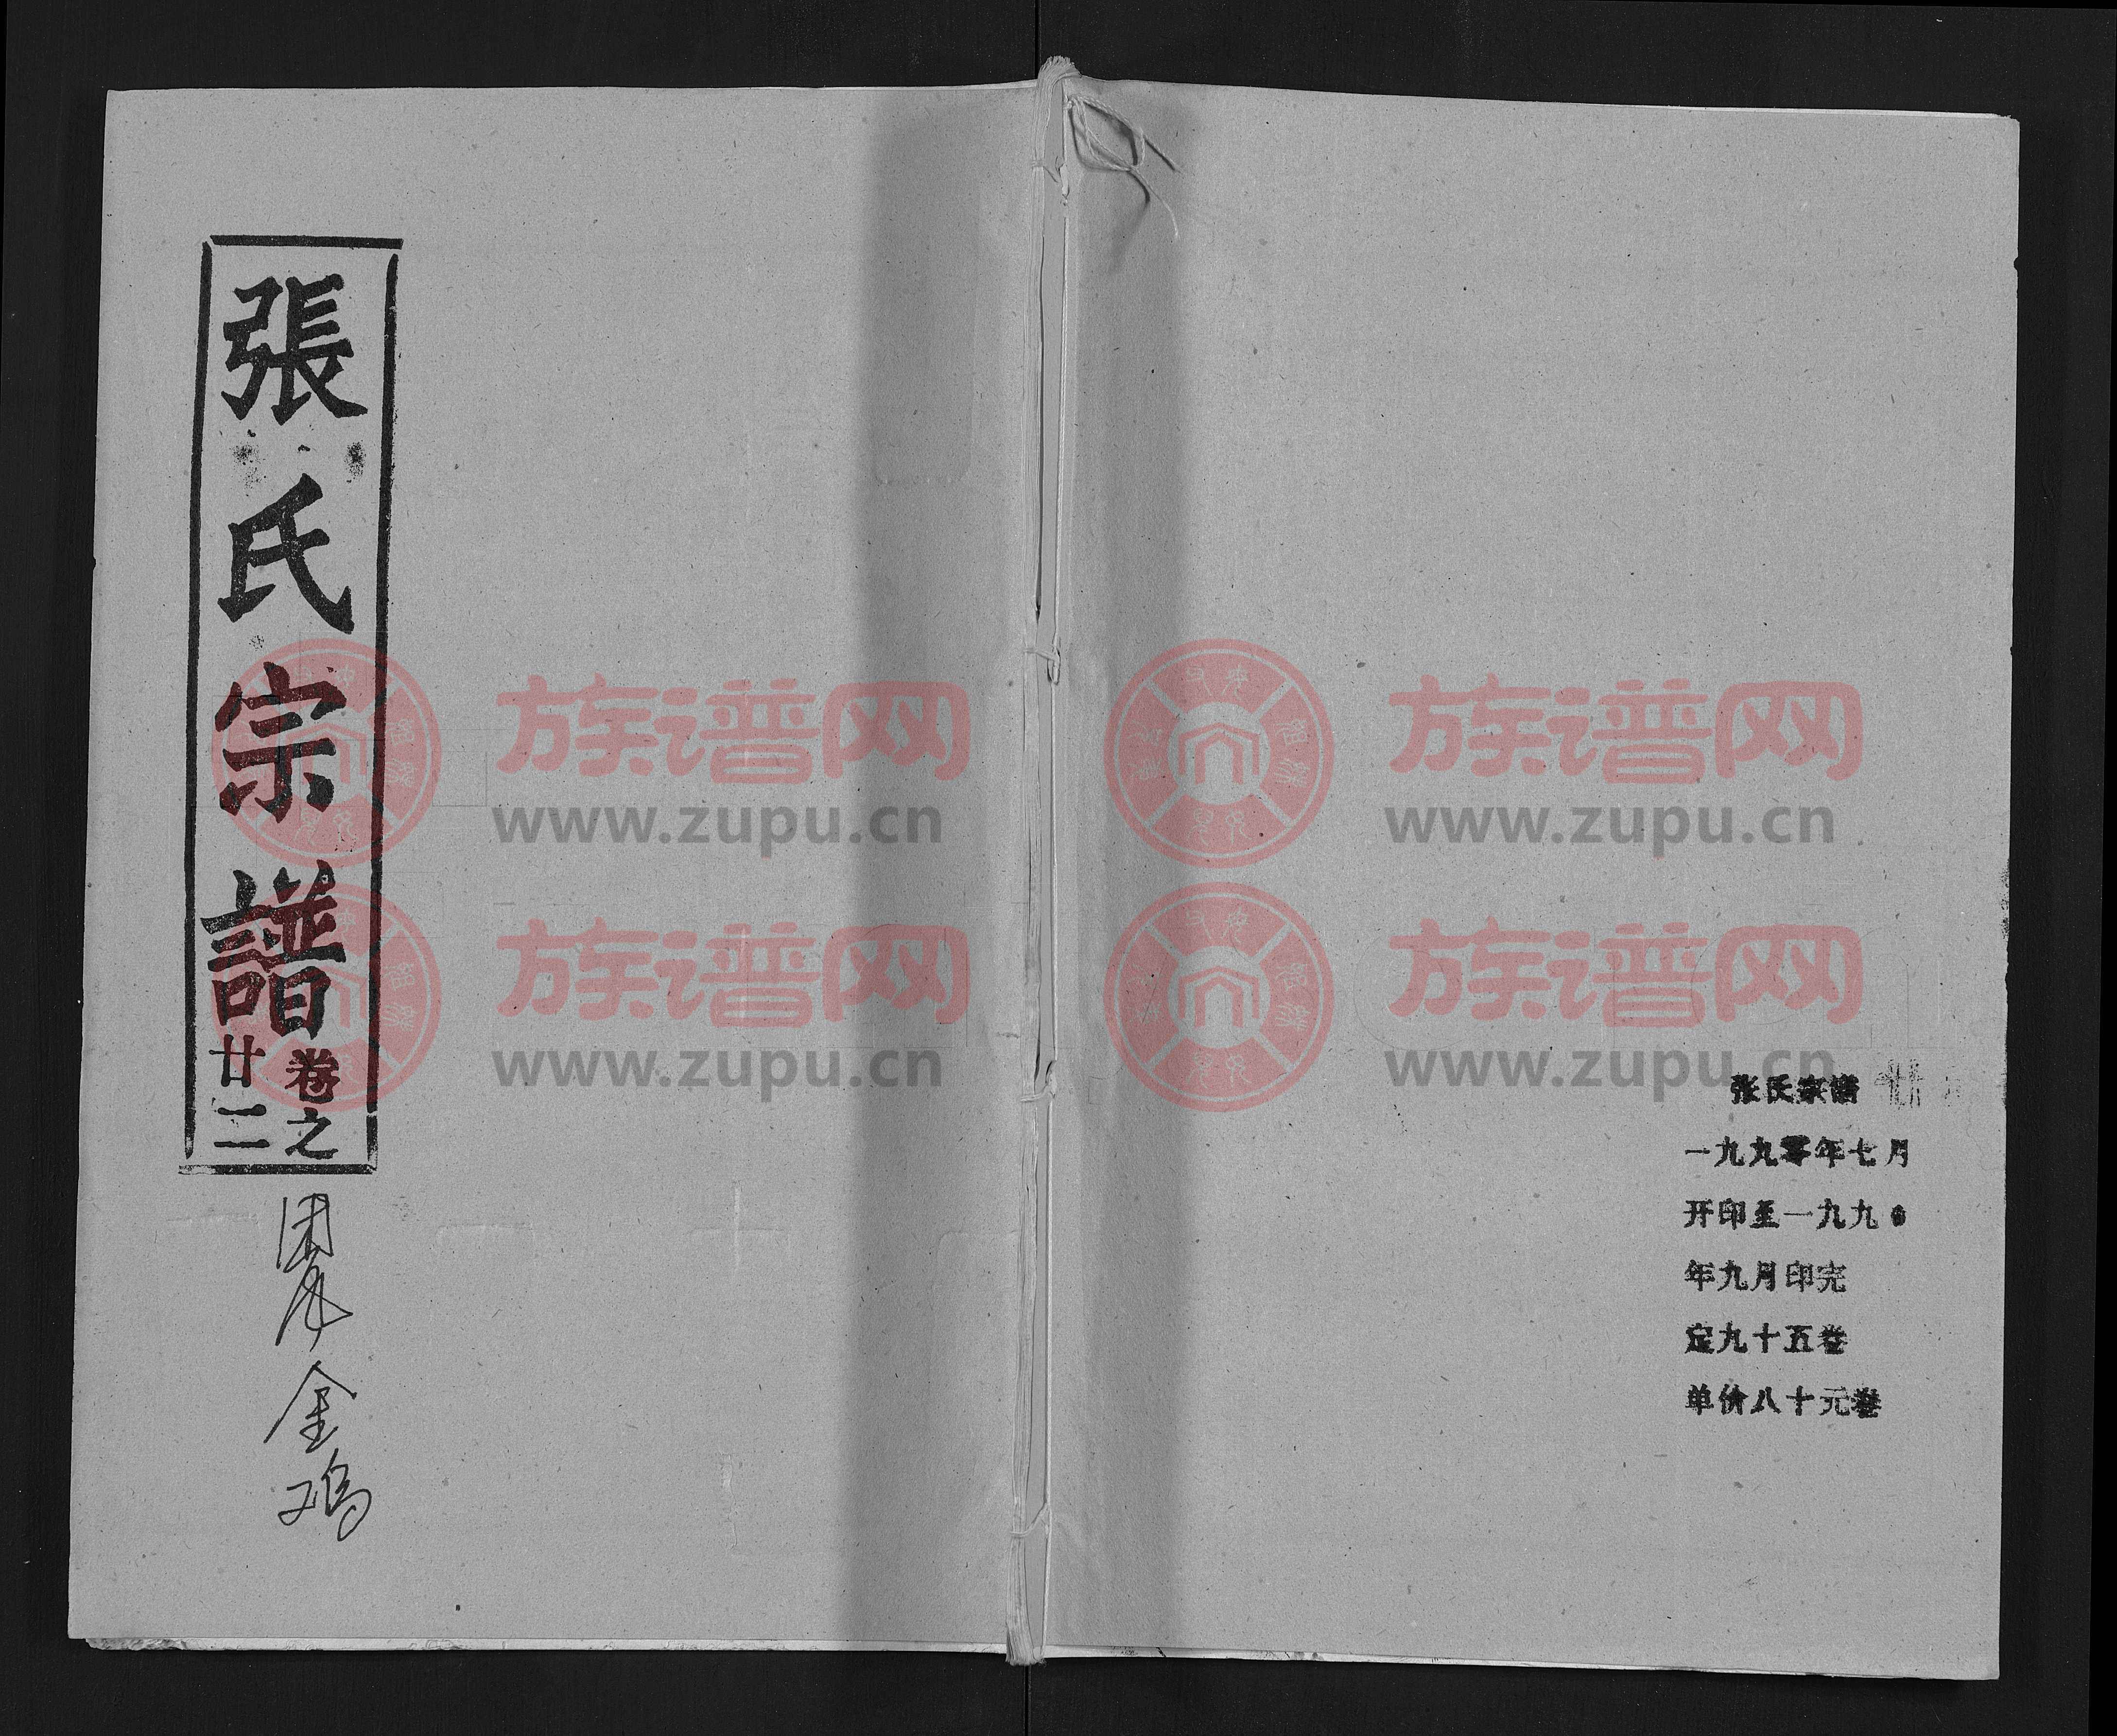 張氏宗譜
卷之
廿二
金鸡
张氏宗谱
一九九零年七月
开印至一九九
年九月印完
定九十五卷
单价八十元卷
族谱网
www.zupu.cn
族谱网
www.zupu.cn
族谱网
www.zupu.cn
族谱网
www.zupu.cn